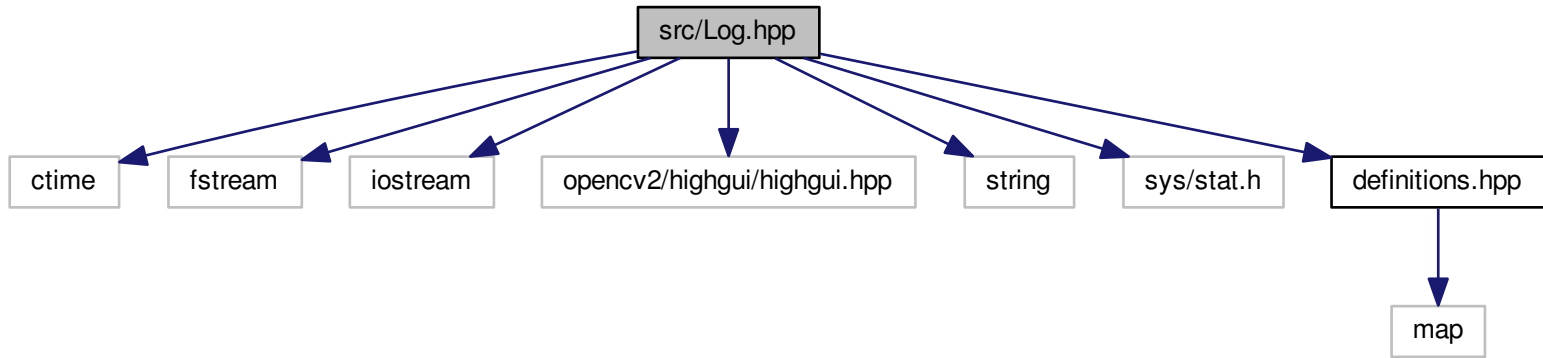 src/Log.hpp
ctime
fstream
iostream
opencv2/highgui/highgui.hpp
string
sys/stat.h
definitions.hpp
map